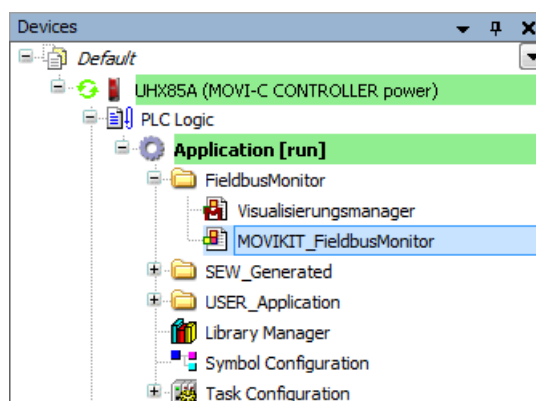 Devices
Default
UHX85A (MOVI-C CONTROLLER power)
PLC Logic
Application [run]
FieldbusMonitor
Visualisierungsmanager
MOVIKIT_FieldbusMonitor
SEW_Generated
USER_Application
Library Manager
Symbol Configuration
Task Configuration